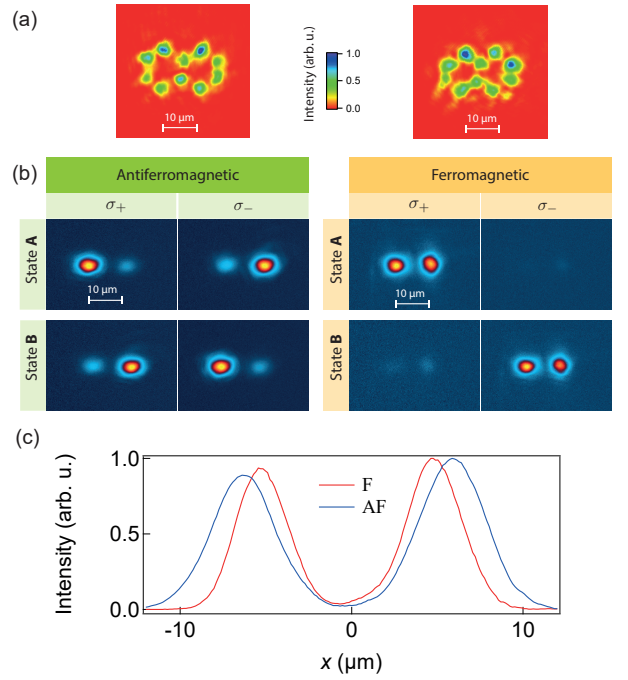 (a)
Intensity (arb. u.)
1.0
0.5
0.0
10 µm
10 µm
(b)
Antiferromagnetic
Ferromagnetic
σ+
σ−
σ+
σ−
State A
State A
10 µm
10 µm
State B
State B
(c)
Intensity (arb. u.)
1.0
0.5
0.0
F
AF
-10
0
10
x (µm)